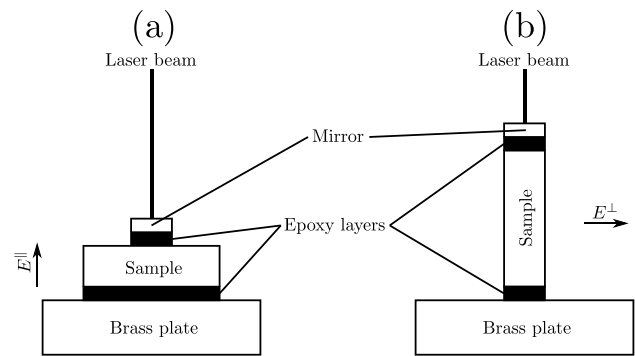 (a)
Laser beam
Mirror
Epoxy layers
E∥
Sample
Brass plate
(b)
Laser beam
Sample
E⊥
Brass plate